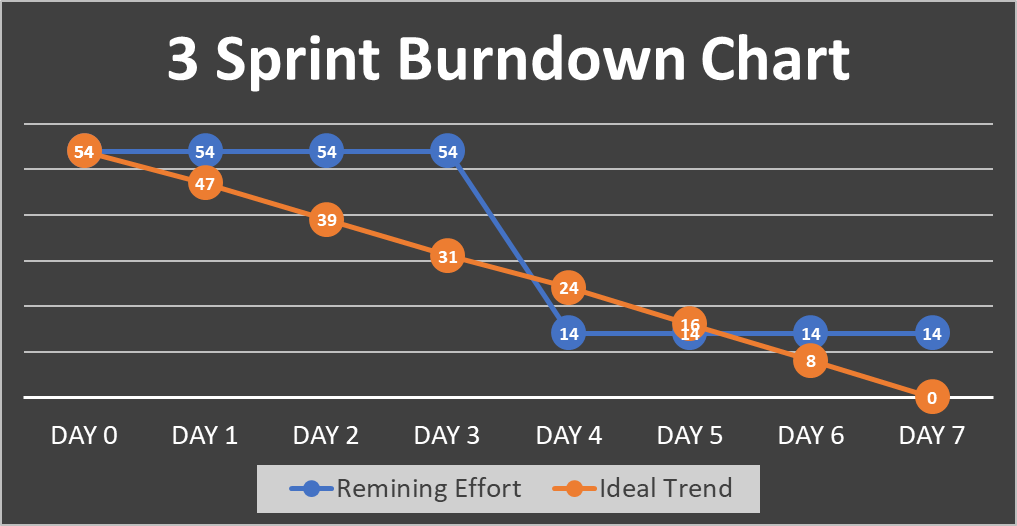 3 Sprint Burndown Chart
54 54 54 54
47
39
31
24
16
14 14 14 14
8
0
DAY 0 DAY 1 DAY 2 DAY 3 DAY 4 DAY 5 DAY 6 DAY 7
Remining Effort Ideal Trend